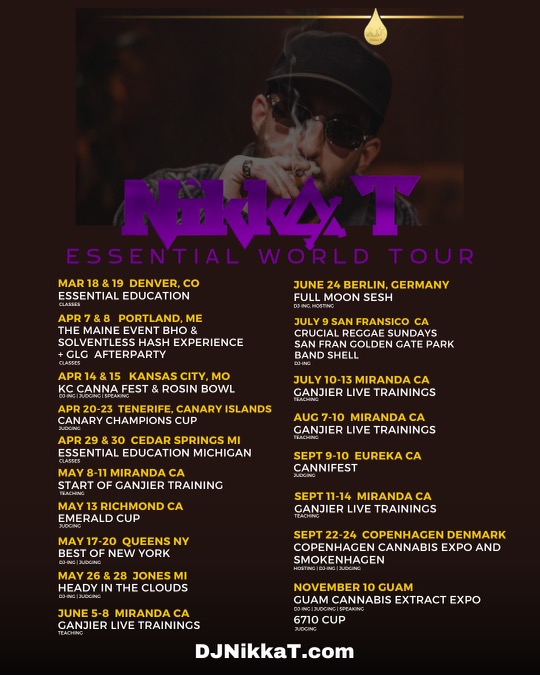 Nikka T
ESSENTIAL WORLD TOUR
MAR 18 & 19 DENVER, CO
ESSENTIAL EDUCATION
CLASSES
APR 7 & 8 PORTLAND, ME
THE MAINE EVENT BHO &
SOLVENTLESS HASH EXPERIENCE
+ GLG AFTERPARTY
CLASSES
APR 14 & 15 KANSAS CITY, MO
KC CANNA FEST & ROSIN BOWL
DJ-ING | JUDGING | SPEAKING
APR 20-23 TENERIFE, CANARY ISLANDS
CANARY CHAMPIONS CUP
JUDGING
APR 29 & 30 CEDAR SPRINGS MI
ESSENTIAL EDUCATION MICHIGAN
CLASSES
MAY 8-11 MIRANDA CA
START OF GANJIER TRAINING
TEACHING
MAY 13 RICHMOND CA
EMERALD CUP
JUDGING
MAY 17-20 QUEENS NY
BEST OF NEW YORK
DJ-ING | JUDGING
MAY 26 & 28 JONES MI
HEADY IN THE CLOUDS
DJ-ING | JUDGING
JUNE 5-8 MIRANDA CA
GANJIER LIVE TRAININGS
TEACHING
JUNE 24 BERLIN, GERMANY
FULL MOON SESH
DJ-ING, HOSTING
JULY 9 SAN FRANSICO CA
CRUCIAL REGGAE SUNDAYS
SAN FRAN GOLDEN GATE PARK
BAND SHELL
DJ-ING
JULY 10-13 MIRANDA CA
GANJIER LIVE TRAININGS
TEACHING
AUG 7-10 MIRANDA CA
GANJIER LIVE TRAININGS
TEACHING
SEPT 9-10 EUREKA CA
CANNIFEST
JUDGING
SEPT 11-14 MIRANDA CA
GANJIER LIVE TRAININGS
TEACHING
SEPT 22-24 COPENHAGEN DENMARK
COPENHAGEN CANNABIS EXPO AND
SMOKENHAGEN
HOSTING | DJ-ING | JUDGING
NOVEMBER 10 GUAM
GUAM CANNABIS EXTRACT EXPO
DJ-ING | JUDGING | SPEAKING
6710 CUP
JUDGING
DJNikkaT.com